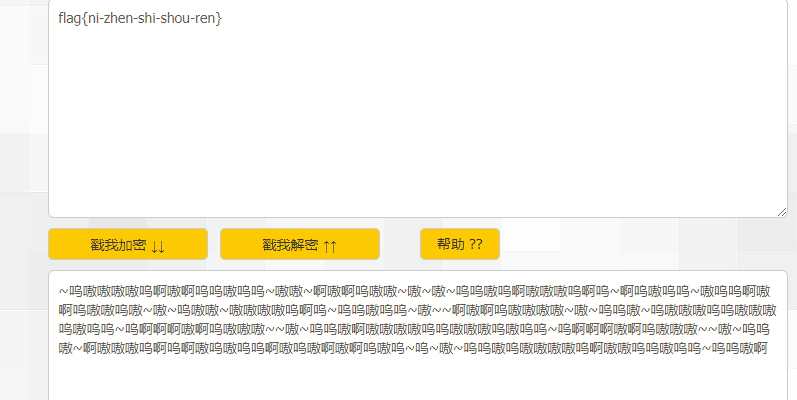 flag{ni-zhen-shi-shou-ren}
戳我加密 ↓↓ 戳我解密 ↑↑ 帮助 ??
~呜嗷嗷嗷嗷呜啊嗷啊呜呜嗷呜呜~嗷嗷~啊嗷啊呜嗷嗷~嗷~嗷~呜呜嗷呜啊嗷嗷嗷呜啊呜~啊呜嗷呜呜~嗷呜呜啊嗷
啊呜嗷嗷呜嗷~嗷~呜嗷嗷~嗷嗷嗷嗷呜啊呜~呜呜嗷呜呜~嗷~~啊嗷啊呜嗷嗷嗷嗷~嗷~呜呜嗷~呜嗷嗷嗷呜呜嗷嗷嗷
呜嗷呜呜~呜啊啊啊嗷啊呜嗷嗷嗷~~嗷~呜呜嗷啊嗷嗷嗷呜呜嗷嗷嗷呜嗷呜呜~呜啊啊啊嗷啊呜嗷嗷嗷~~嗷~呜呜
嗷~啊嗷嗷嗷呜啊呜啊嗷呜嗷呜呜啊嗷呜嗷啊嗷啊呜嗷呜~呜~嗷~呜呜嗷呜嗷嗷嗷嗷呜啊嗷嗷呜嗷呜呜~呜呜嗷啊